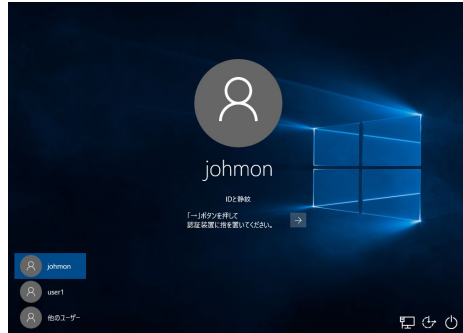 johmon
IDと静紋
「→」ボタンを押して
認証装置に指を置いてください。
johmon
user1
他のユーザー